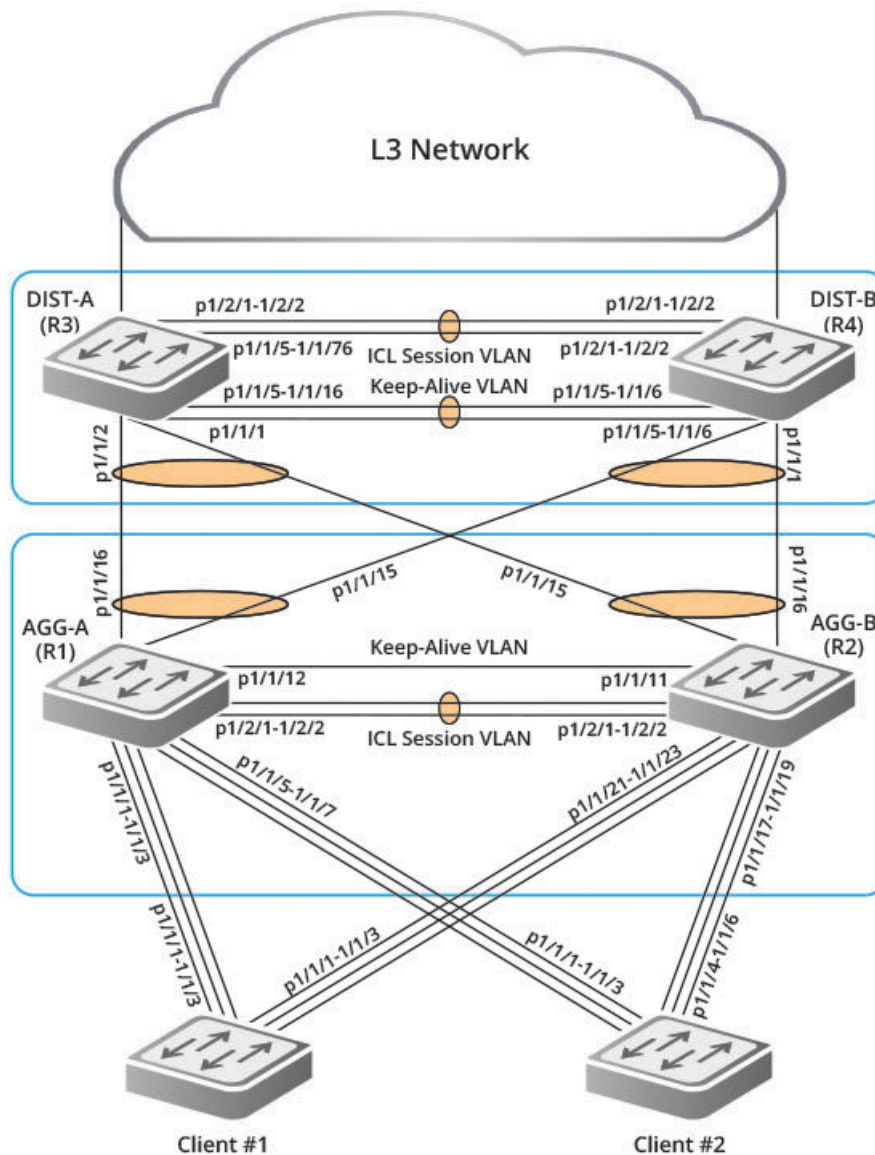 L3 Network
DIST-A
(R3)
DIST-B
(R4)
p1/2/1-1/2/2
p1/2/1-1/2/2
p1/1/5-1/1/76
ICL Session VLAN
p1/2/1-1/2/2
p1/1/5-1/1/16
Keep-Alive VLAN
p1/1/5-1/1/6
p1/1/2
p1/1/1
p1/1/5-1/1/6
p1/1/1
p1/1/16
p1/1/15
p1/1/15
p1/1/16
AGG-A
(R1)
AGG-B
(R2)
Keep-Alive VLAN
p1/1/12
p1/1/11
p1/2/1-1/2/2
ICL Session VLAN
p1/2/1-1/2/2
p1/1/1-1/1/3
p1/1/5-1/1/7
p1/1/21-1/1/23
p1/1/17-1/1/19
p1/1/1-1/1/3
p1/1/1-1/1/3
p1/1/1-1/1/3
p1/1/4-1/1/6
Client #1
Client #2